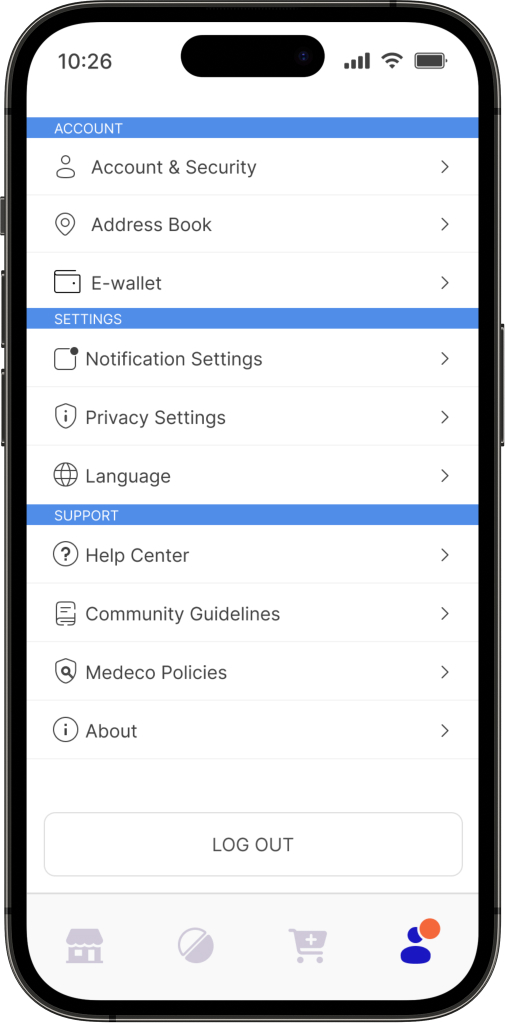 10:26
ACCOUNT
Account & Security
Address Book
E-wallet
SETTINGS
Notification Settings
Privacy Settings
Language
SUPPORT
Help Center
Community Guidelines
Medeco Policies
About
LOG OUT